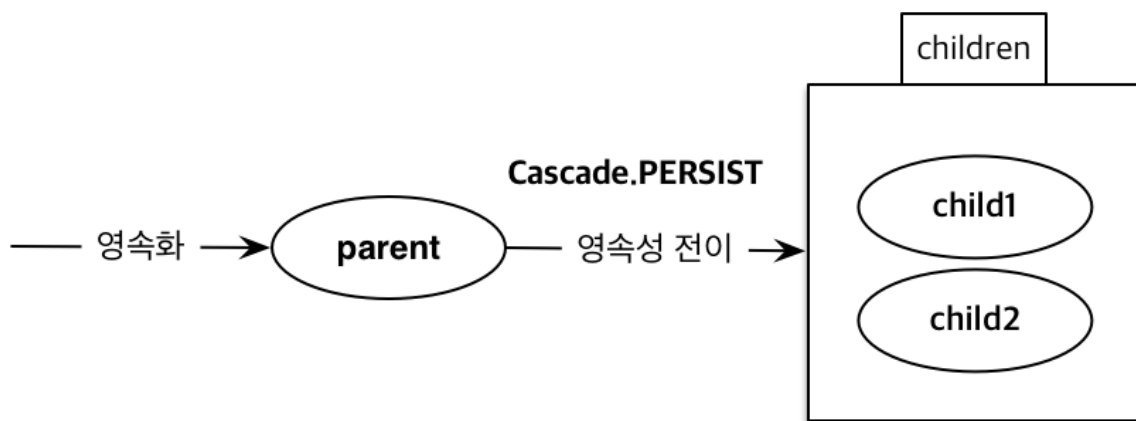 children
Cascade.PERSIST
영속화
parent
영속성 전이
child1
child2